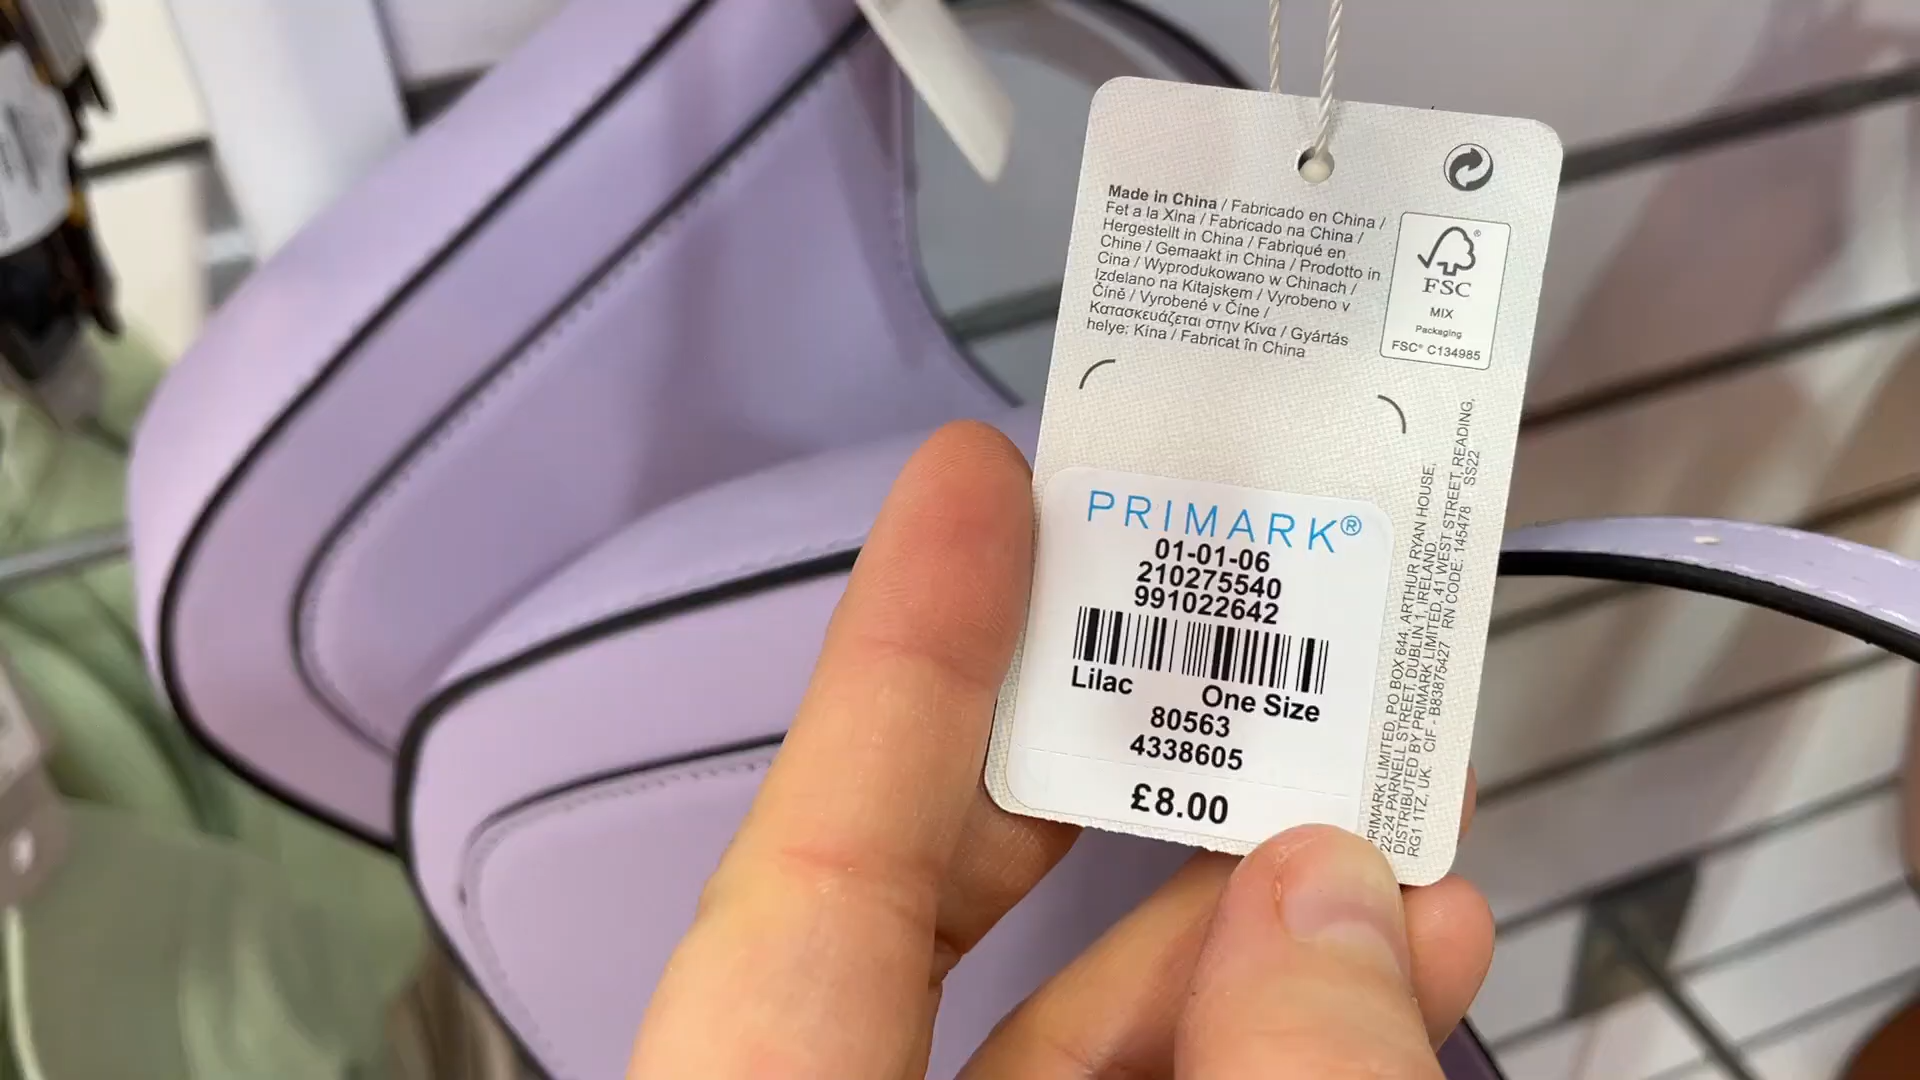 Made in China / Fabricado en China /
Fet a la Xina / Fabricado na China /
Hergestellt in China / Fabriqué en
Chine / Gemaakt in China / Prodotto in
Cina / Wyprodukowano w Chinach /
Izdelano na Kitajskem / Vyrobeno v
Číně / Vyrobené v Číne /
Κατασκευάζεται στην Κίνα / Gyártás
helye: Kína / Fabricat în China
FSC®
MIX
Packaging
FSC® C134985
PRIMARK®
01-01-06
210275540
991022642
Lilac One Size
80563
4338605
£8.00
PRIMARK LIMITED, PO BOX 644, ARTHUR RYAN HOUSE,
22-24 PARNELL STREET, DUBLIN 1, IRELAND.
DISTRIBUTED BY PRIMARK LIMITED, 41 WEST STREET, READING,
RG1 1TZ, UK. CIF - B83875427 RN CODE: 145478 SS22